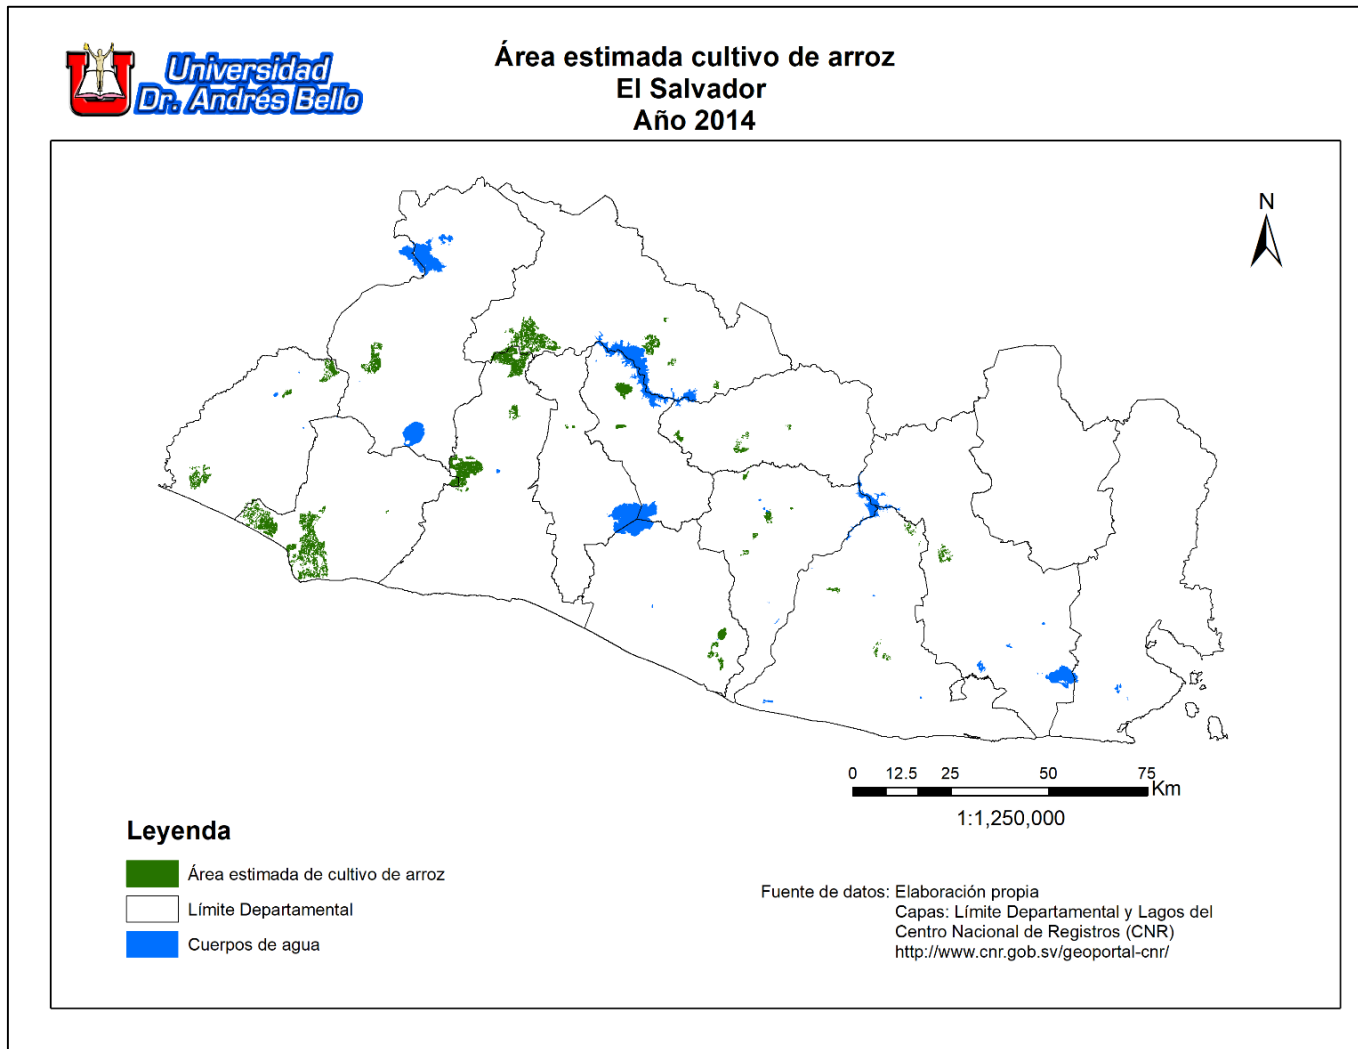 Universidad
Dr. Andrés Bello
Área estimada cultivo de arroz
El Salvador
Año 2014
N
0 12.5 25 50 75
Km
1:1,250,000
Leyenda
Área estimada de cultivo de arroz
Límite Departamental
Cuerpos de agua
Fuente de datos: Elaboración propia
Capas: Límite Departamental y Lagos del
Centro Nacional de Registros (CNR)
http://www.cnr.gob.sv/geoportal-cnr/